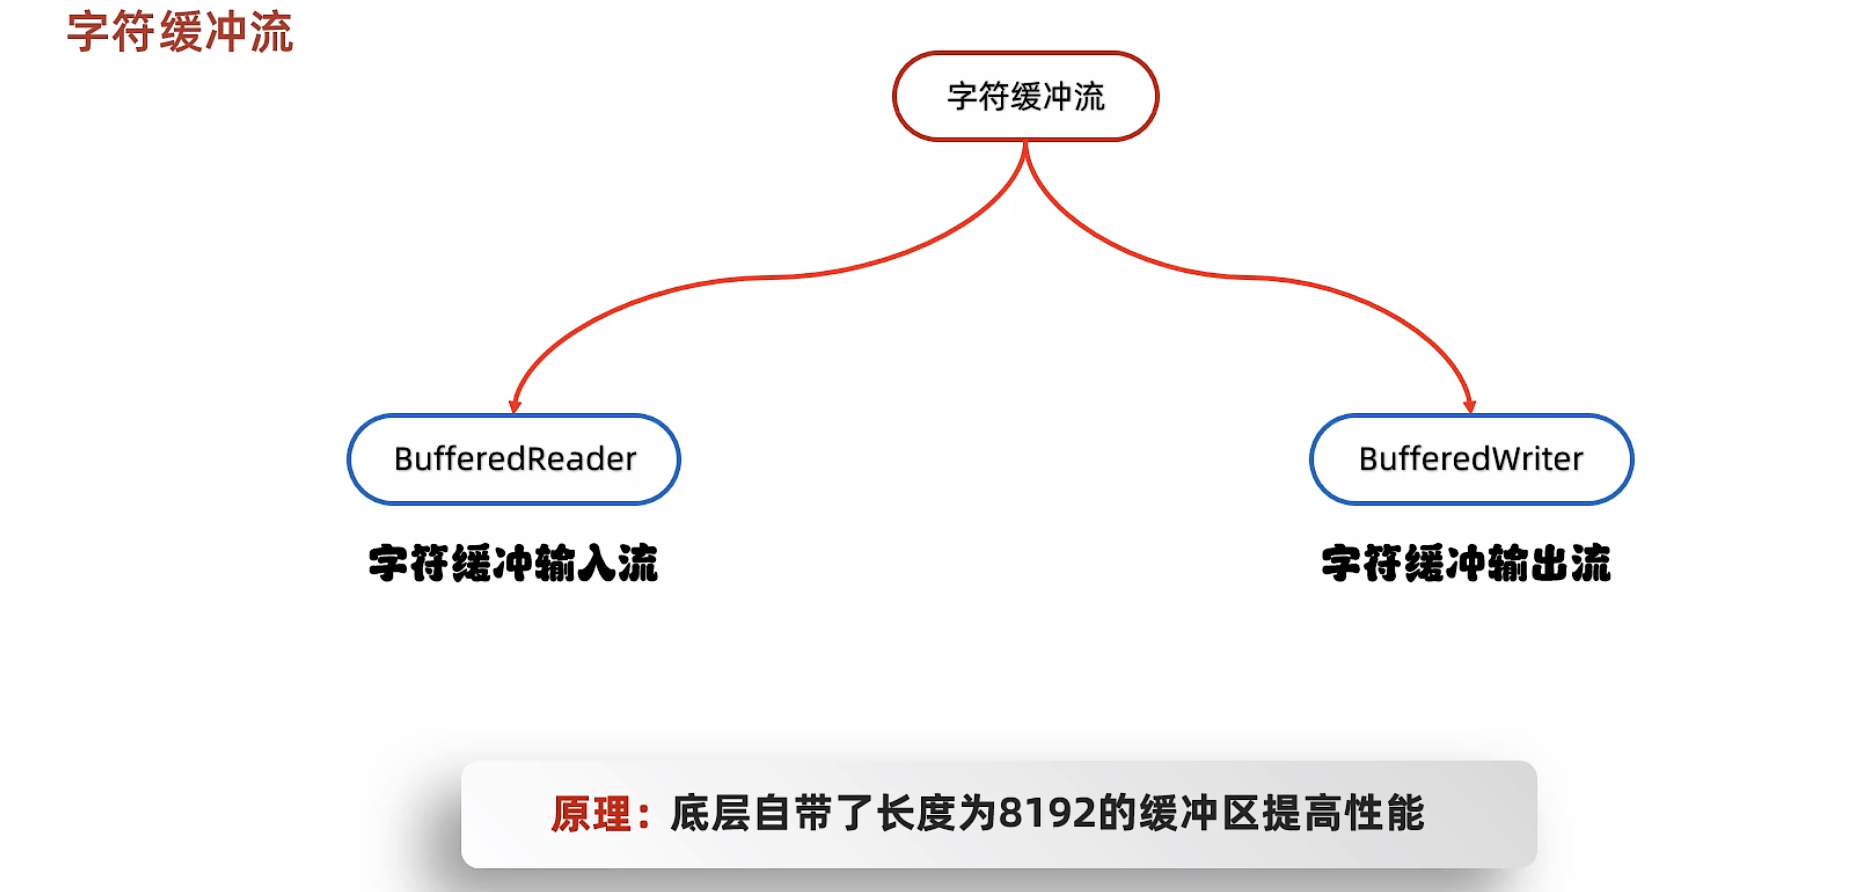 字符缓冲流
字符缓冲流
BufferedReader
BufferedWriter
字符缓冲输入流
字符缓冲输出流
原理：底层自带了长度为8192的缓冲区提高性能